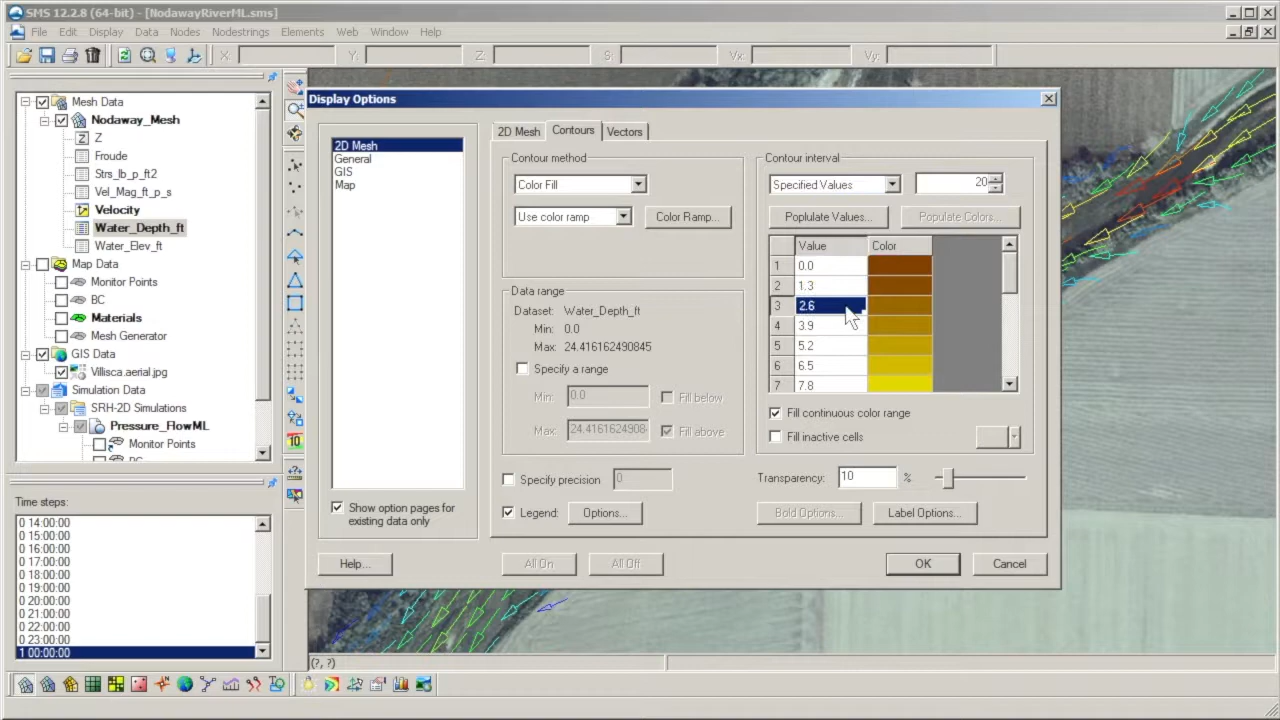 SMS 12.2.8 (64-bit) - [NodawayRiverML.sms]
File Edit Display Data Nodes Nodestrings Elements Web Window Help
X: Y: Z: S: Vx: Vy:
Mesh Data
Nodaway_Mesh
Z
Froude
Strs_lb_p_ft2
Vel_Mag_ft_p_s
Velocity
Water_Depth_ft
Water_Elev_ft
Map Data
Monitor Points
BC
Materials
Mesh Generator
GIS Data
Villisca.aerial.jpg
Simulation Data
SRH-2D Simulations
Pressure_FlowML
Monitor Points
Time steps:
0 14:00:00
0 15:00:00
0 16:00:00
0 17:00:00
0 18:00:00
0 19:00:00
0 20:00:00
0 21:00:00
0 22:00:00
0 23:00:00
1 00:00:00
10
Display Options
2D Mesh
General
GIS
Map
Show option pages for
existing data only
2D Mesh Contours Vectors
Contour method
Color Fill
Use color ramp Color Ramp...
Data range
Dataset: Water_Depth_ft
Min: 0.0
Max: 24.416162490845
Specify a range
Min: 0.0 Fill below
Max: 24.4161624908 Fill above
Specify precision 0
Legend: Options...
Contour interval
Specified Values 20
Populate Values... Populate Colors...
Value Color
1 0.0
2 1.3
3 2.6
4 3.9
5 5.2
6 6.5
7 7.8
Fill continuous color range
Fill inactive cells
Transparency: 10 %
Bold Options... Label Options...
Help... All On All Off OK Cancel
(?, ?)